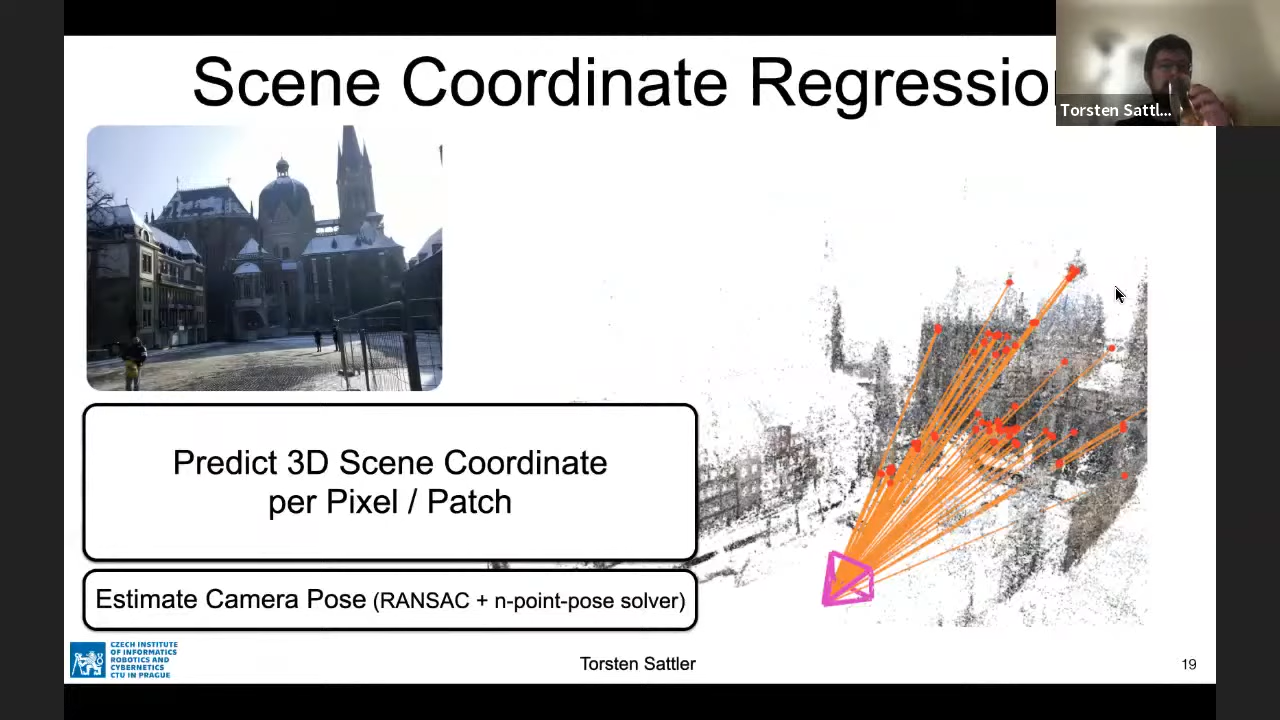 Scene Coordinate Regressio
Torsten Sattl...
Predict 3D Scene Coordinate
per Pixel / Patch
Estimate Camera Pose (RANSAC + n-point-pose solver)
CZECH INSTITUTE
OF INFORMATICS
ROBOTICS AND
CYBERNETICS
CTU IN PRAGUE
Torsten Sattler
19